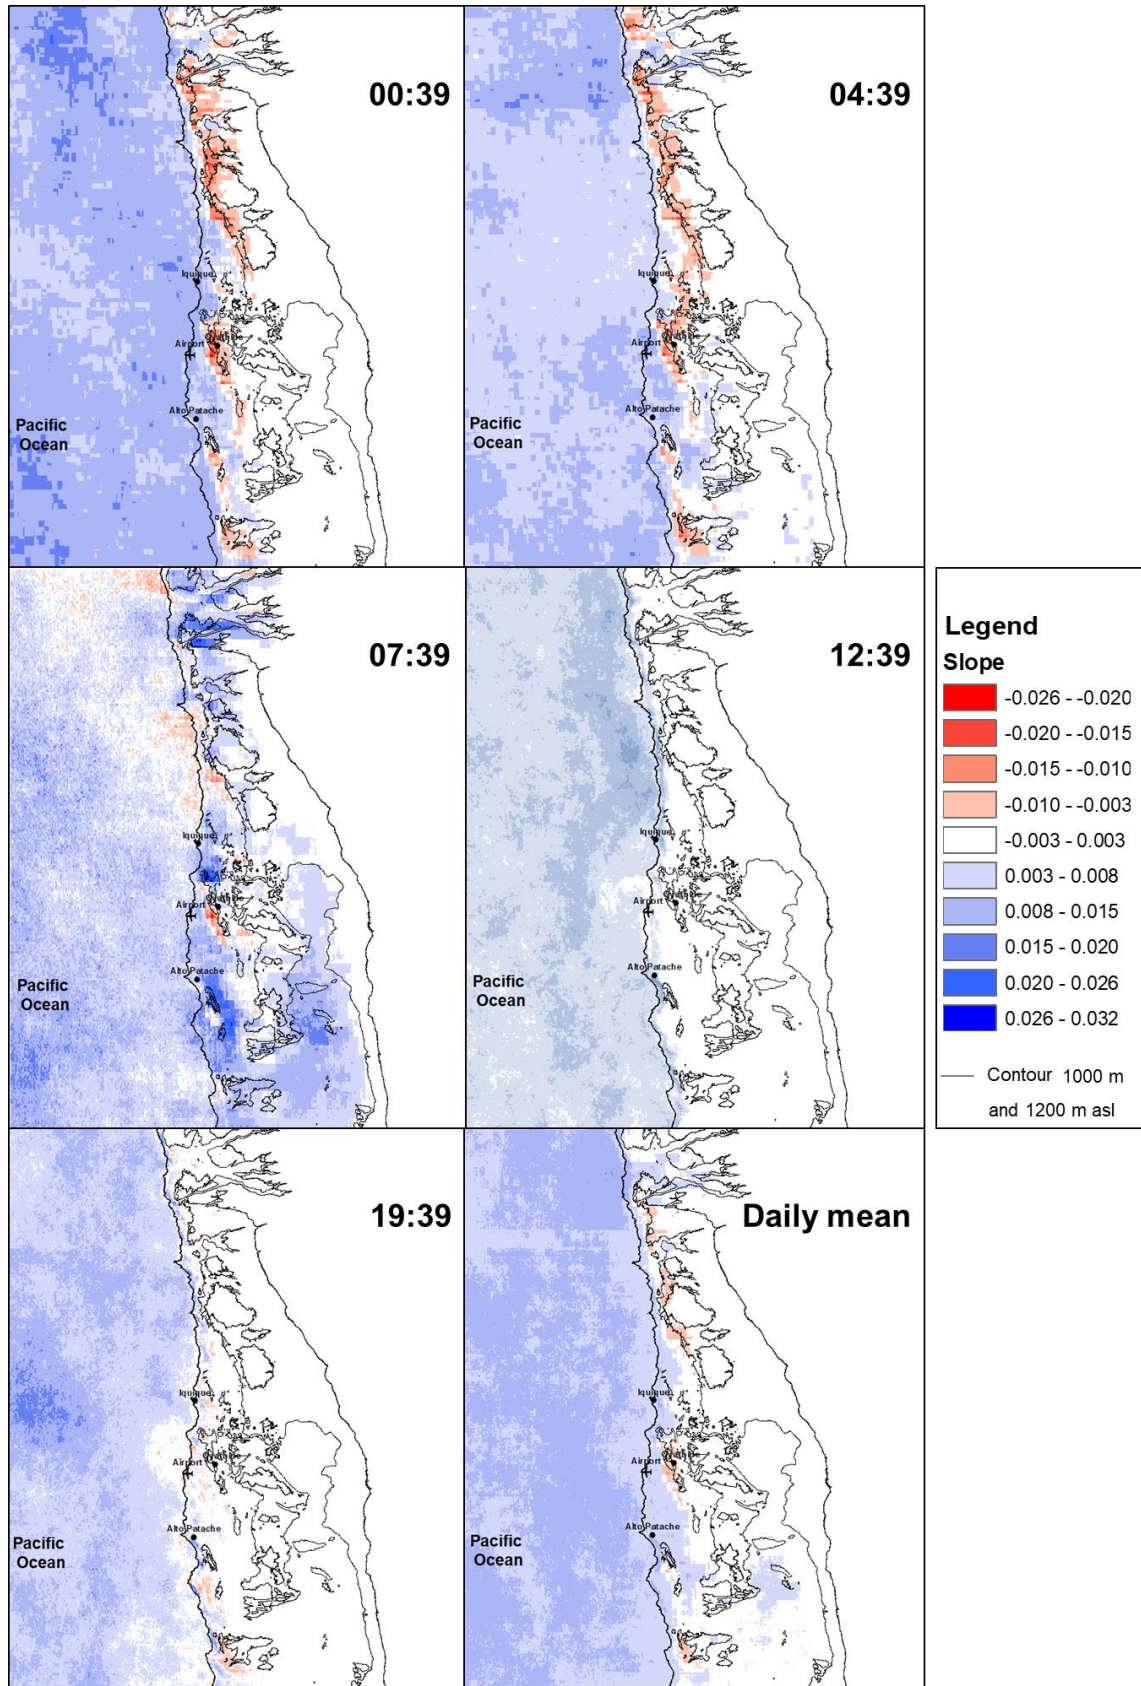 00:39
Iquique
Airport
Alto Patache
Pacific
Ocean
04:39
Iquique
Airport
Alto Patache
Pacific
Ocean
07:39
Iquique
Airport
Alto Patache
Pacific
Ocean
12:39
Iquique
Airport
Alto Patache
Pacific
Ocean
Legend
Slope
-0.026 - -0.020
-0.020 - -0.015
-0.015 - -0.010
-0.010 - -0.003
-0.003 - 0.003
0.003 - 0.008
0.008 - 0.015
0.015 - 0.020
0.020 - 0.026
0.026 - 0.032
Contour 1000 m
and 1200 m asl
19:39
Iquique
Airport
Alto Patache
Pacific
Ocean
Daily mean
Iquique
Airport
Alto Patache
Pacific
Ocean